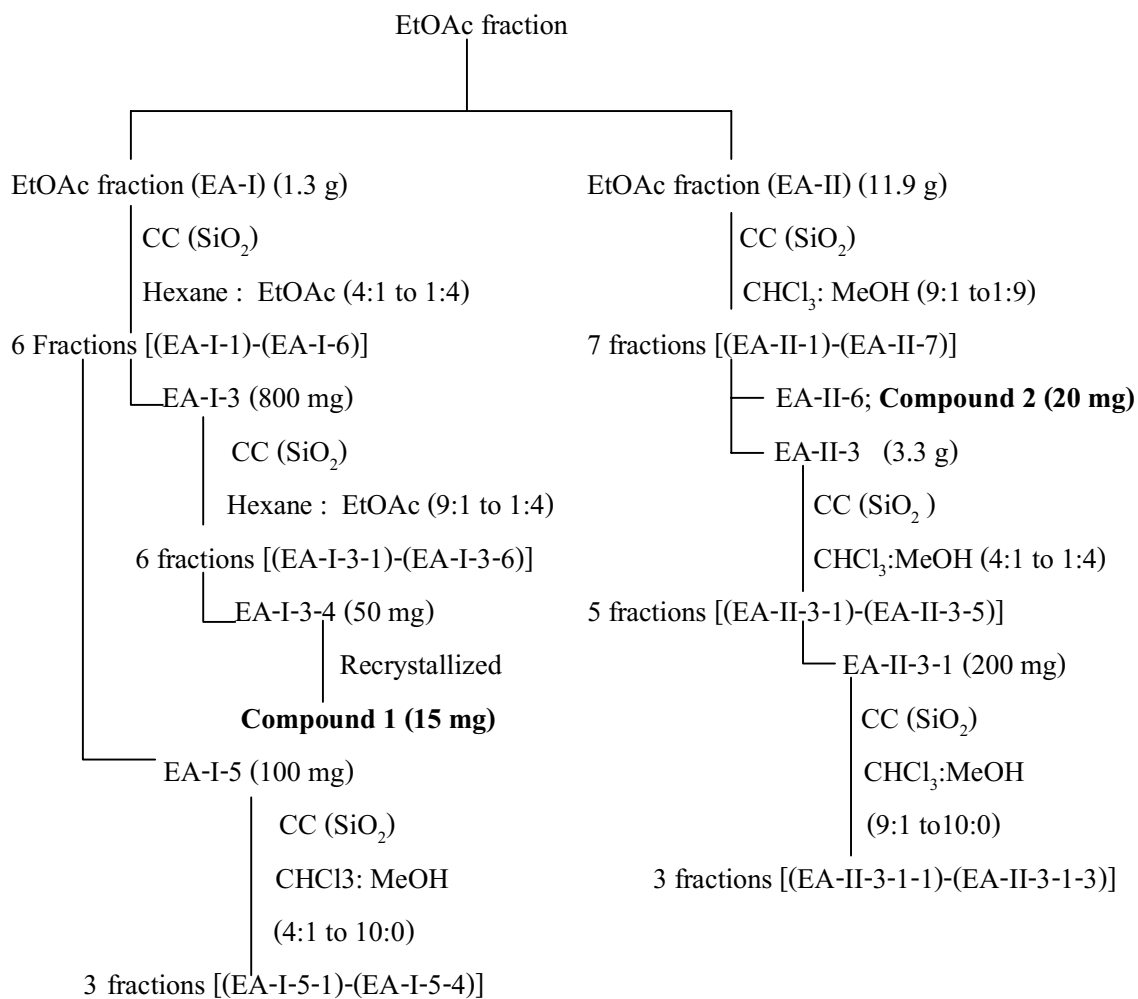 EtOAc fraction
EtOAc fraction (EA-I) (1.3 g)
CC (SiO₂)
Hexane : EtOAc (4:1 to 1:4)
6 Fractions [(EA-I-1)-(EA-I-6)]
EA-I-3 (800 mg)
CC (SiO₂)
Hexane : EtOAc (9:1 to 1:4)
6 fractions [(EA-I-3-1)-(EA-I-3-6)]
EA-I-3-4 (50 mg)
Recrystallized
Compound 1 (15 mg)
EA-I-5 (100 mg)
CC (SiO₂)
CHCl3: MeOH
(4:1 to 10:0)
3 fractions [(EA-I-5-1)-(EA-I-5-4)]
EtOAc fraction (EA-II) (11.9 g)
CC (SiO₂)
CHCl₃: MeOH (9:1 to1:9)
7 fractions [(EA-II-1)-(EA-II-7)]
EA-II-6; Compound 2 (20 mg)
EA-II-3 (3.3 g)
CC (SiO₂ )
CHCl₃:MeOH (4:1 to 1:4)
5 fractions [(EA-II-3-1)-(EA-II-3-5)]
EA-II-3-1 (200 mg)
CC (SiO₂)
CHCl₃:MeOH
(9:1 to10:0)
3 fractions [(EA-II-3-1-1)-(EA-II-3-1-3)]